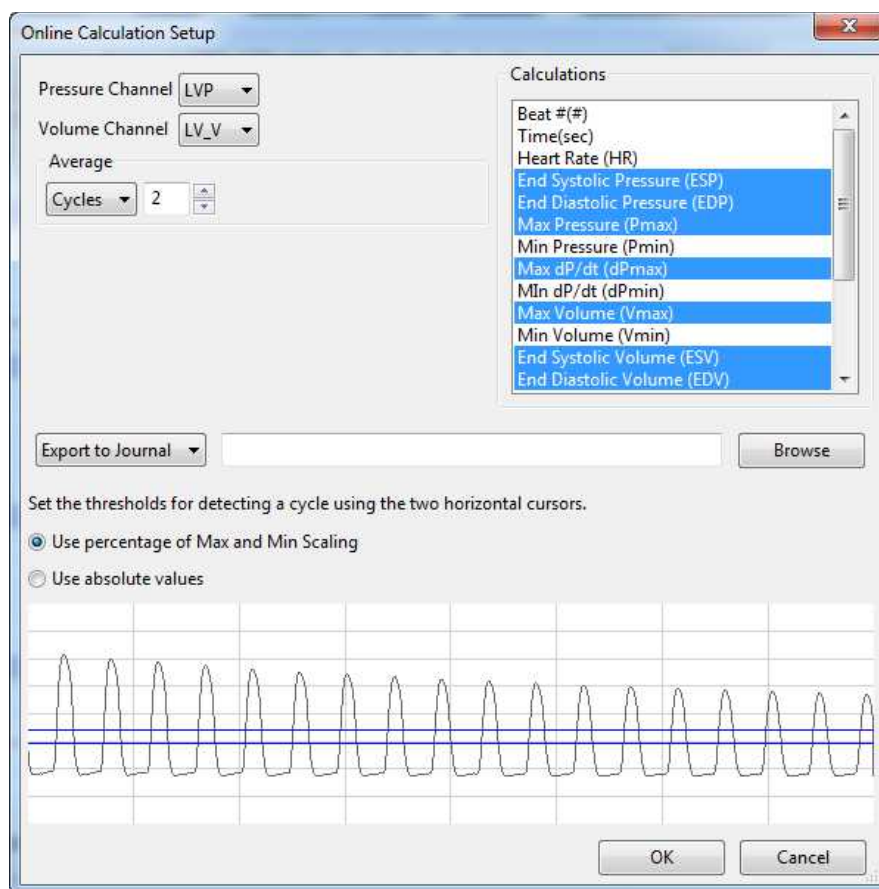 Online Calculation Setup
Pressure Channel LVP
Volume Channel LV_V
Average
Cycles 2
Calculations
Beat #(#)
Time(sec)
Heart Rate (HR)
End Systolic Pressure (ESP)
End Diastolic Pressure (EDP)
Max Pressure (Pmax)
Min Pressure (Pmin)
Max dP/dt (dPmax)
MIn dP/dt (dPmin)
Max Volume (Vmax)
Min Volume (Vmin)
End Systolic Volume (ESV)
End Diastolic Volume (EDV)
Export to Journal Browse
Set the thresholds for detecting a cycle using the two horizontal cursors.
Use percentage of Max and Min Scaling
Use absolute values
OK Cancel